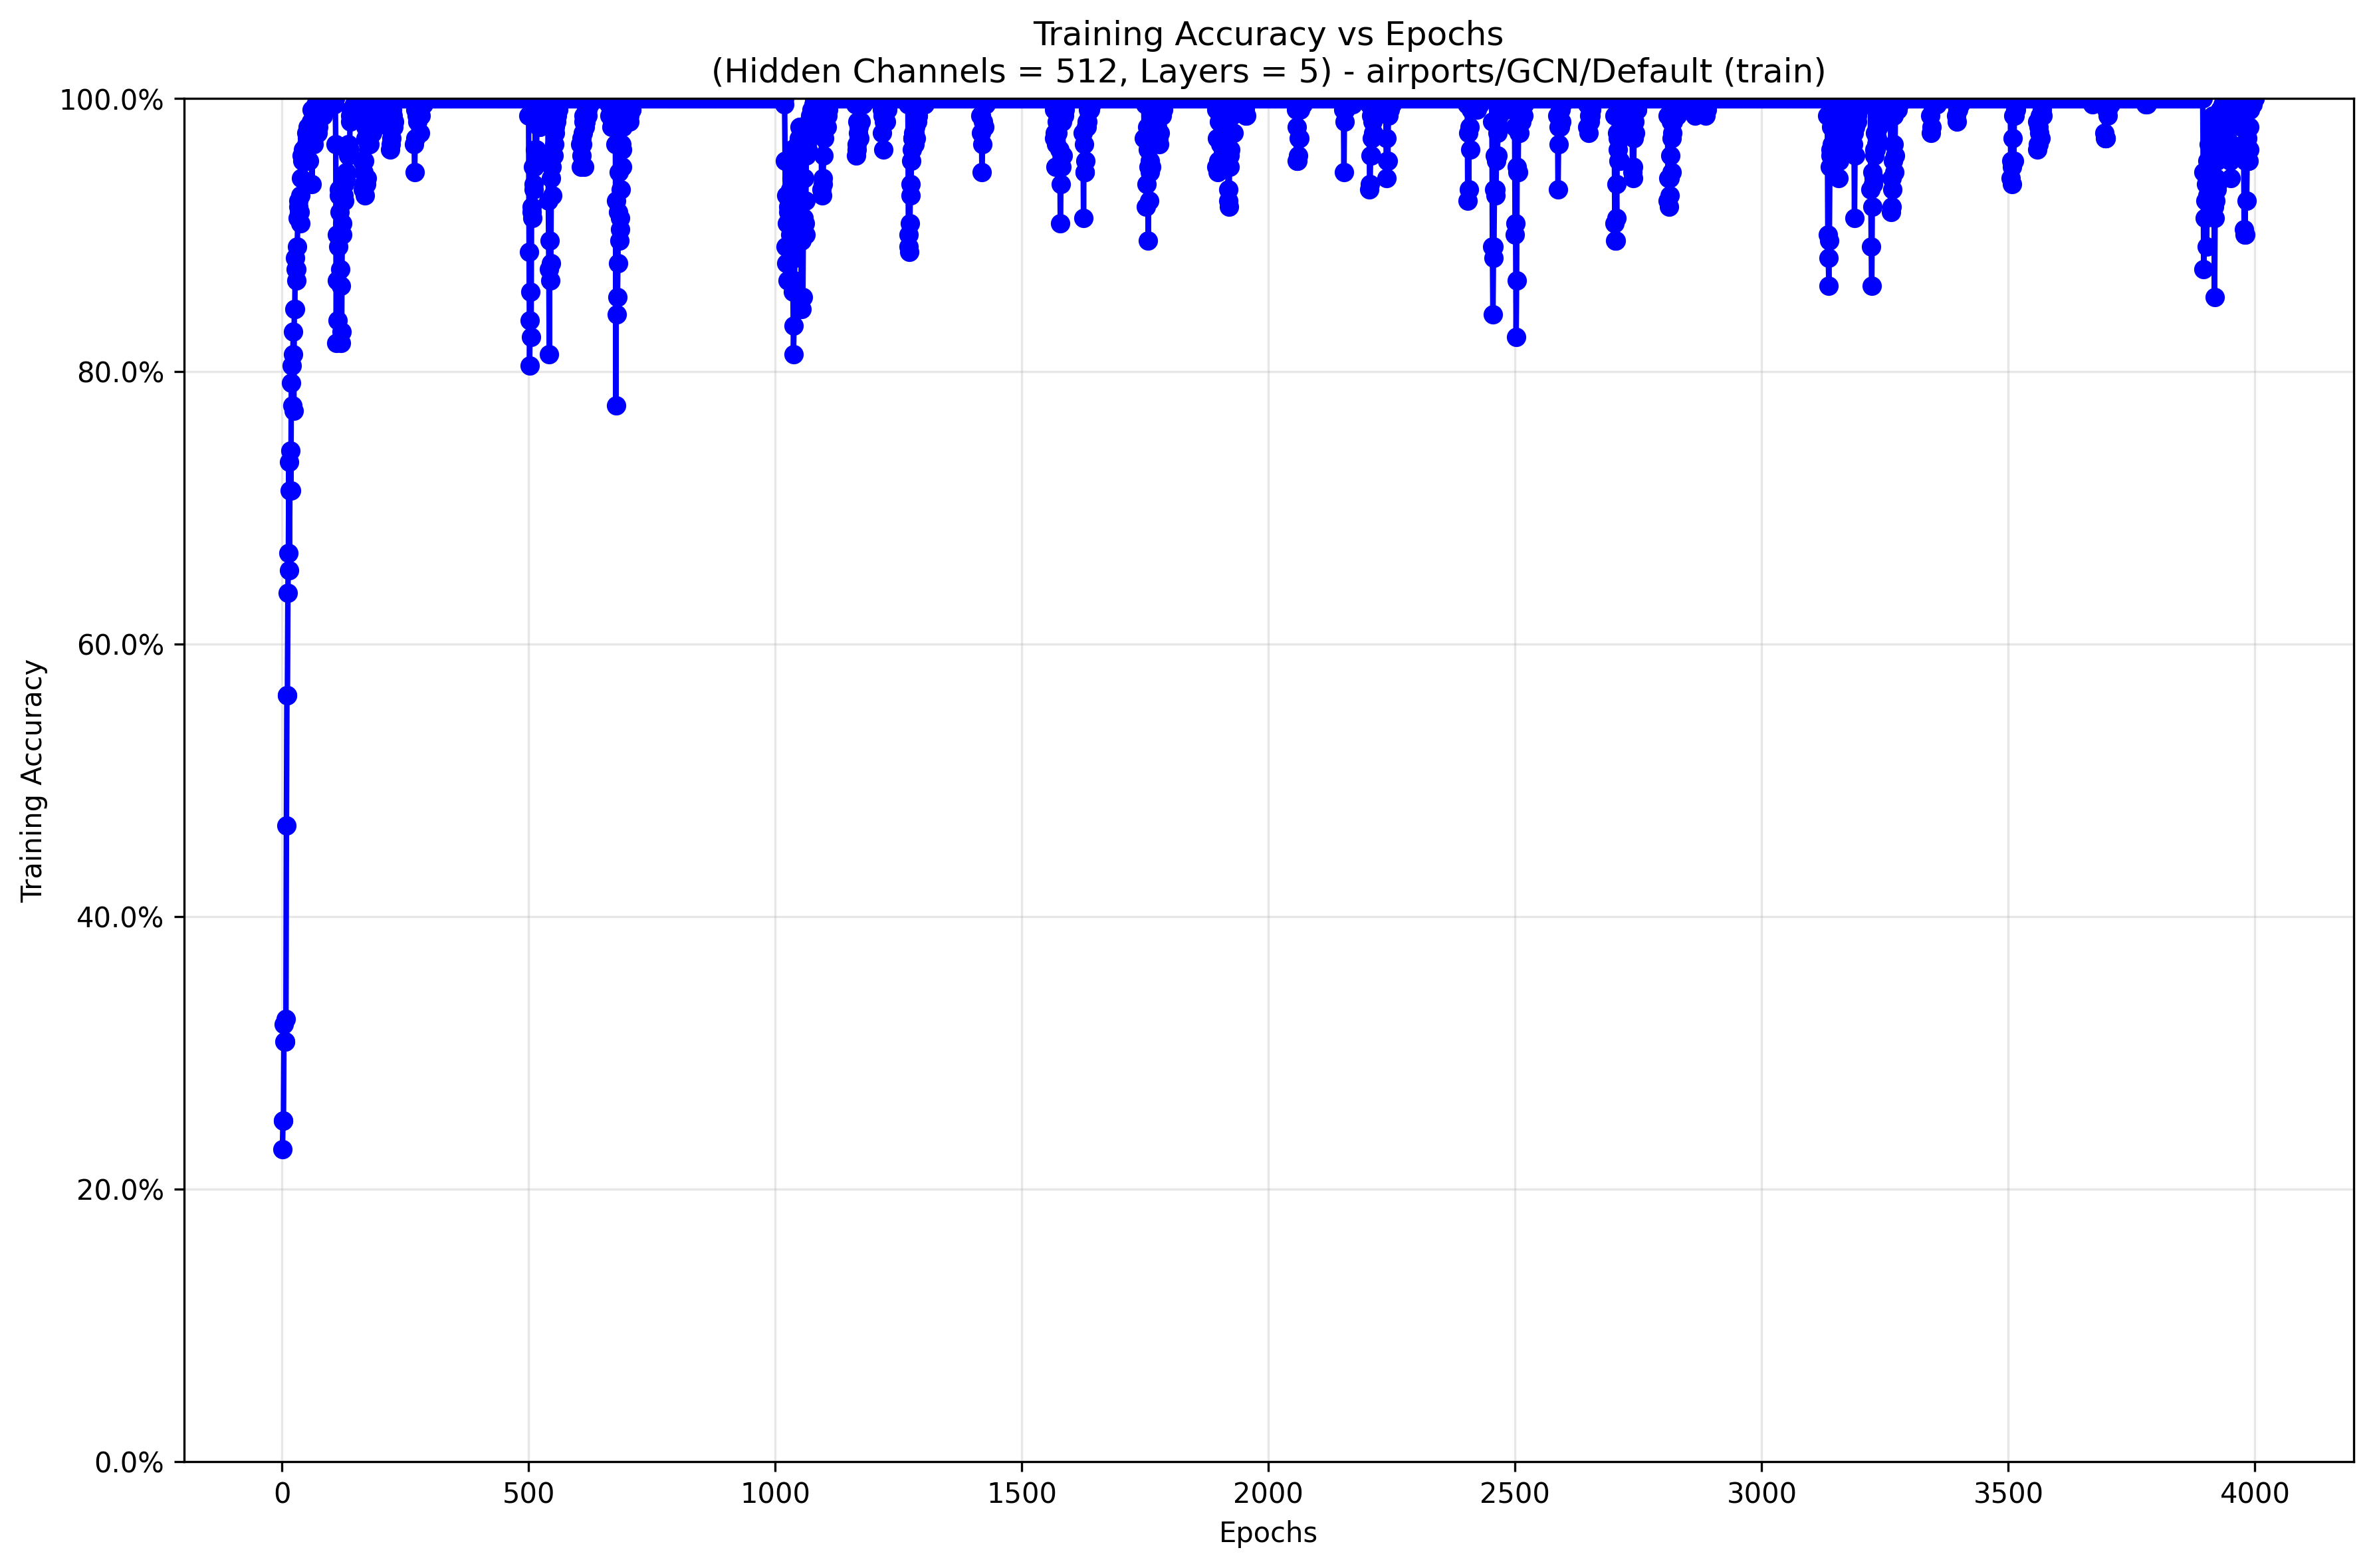 Training Accuracy vs Epochs
(Hidden Channels = 512, Layers = 5) - airports/GCN/Default (train)
100.0%
80.0%
60.0%
40.0%
20.0%
0.0%
Training Accuracy
0 500 1000 1500 2000 2500 3000 3500 4000
Epochs